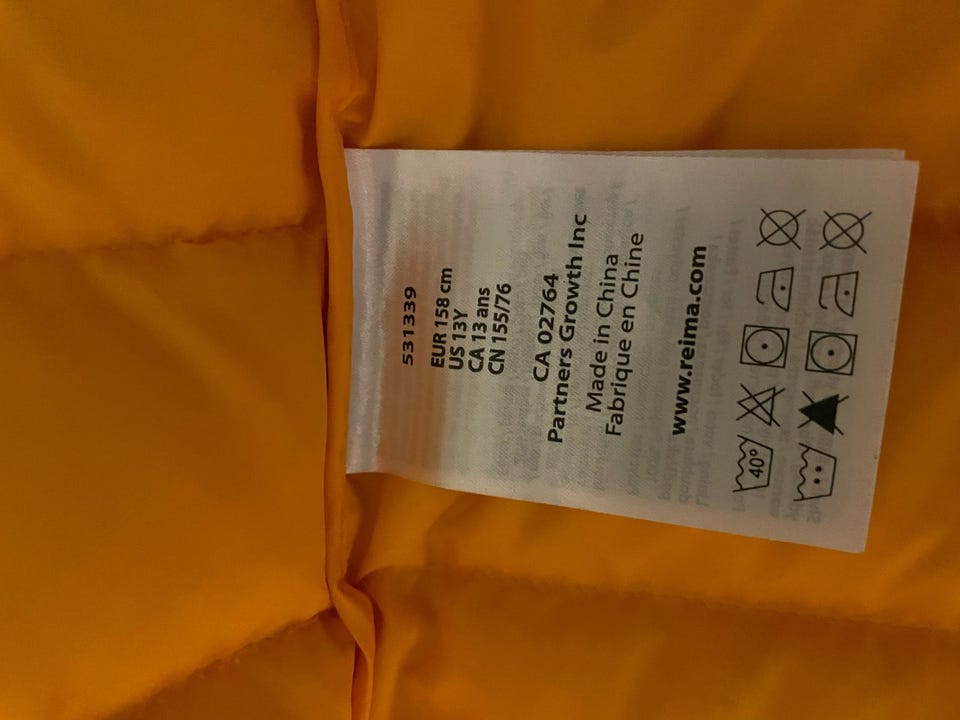 531339
EUR 158 cm
US 13Y
CA 13 ans
CN 155/76
CA 02764
Partners Growth Inc
Made in China
Fabrique en Chine
www.reima.com
40°